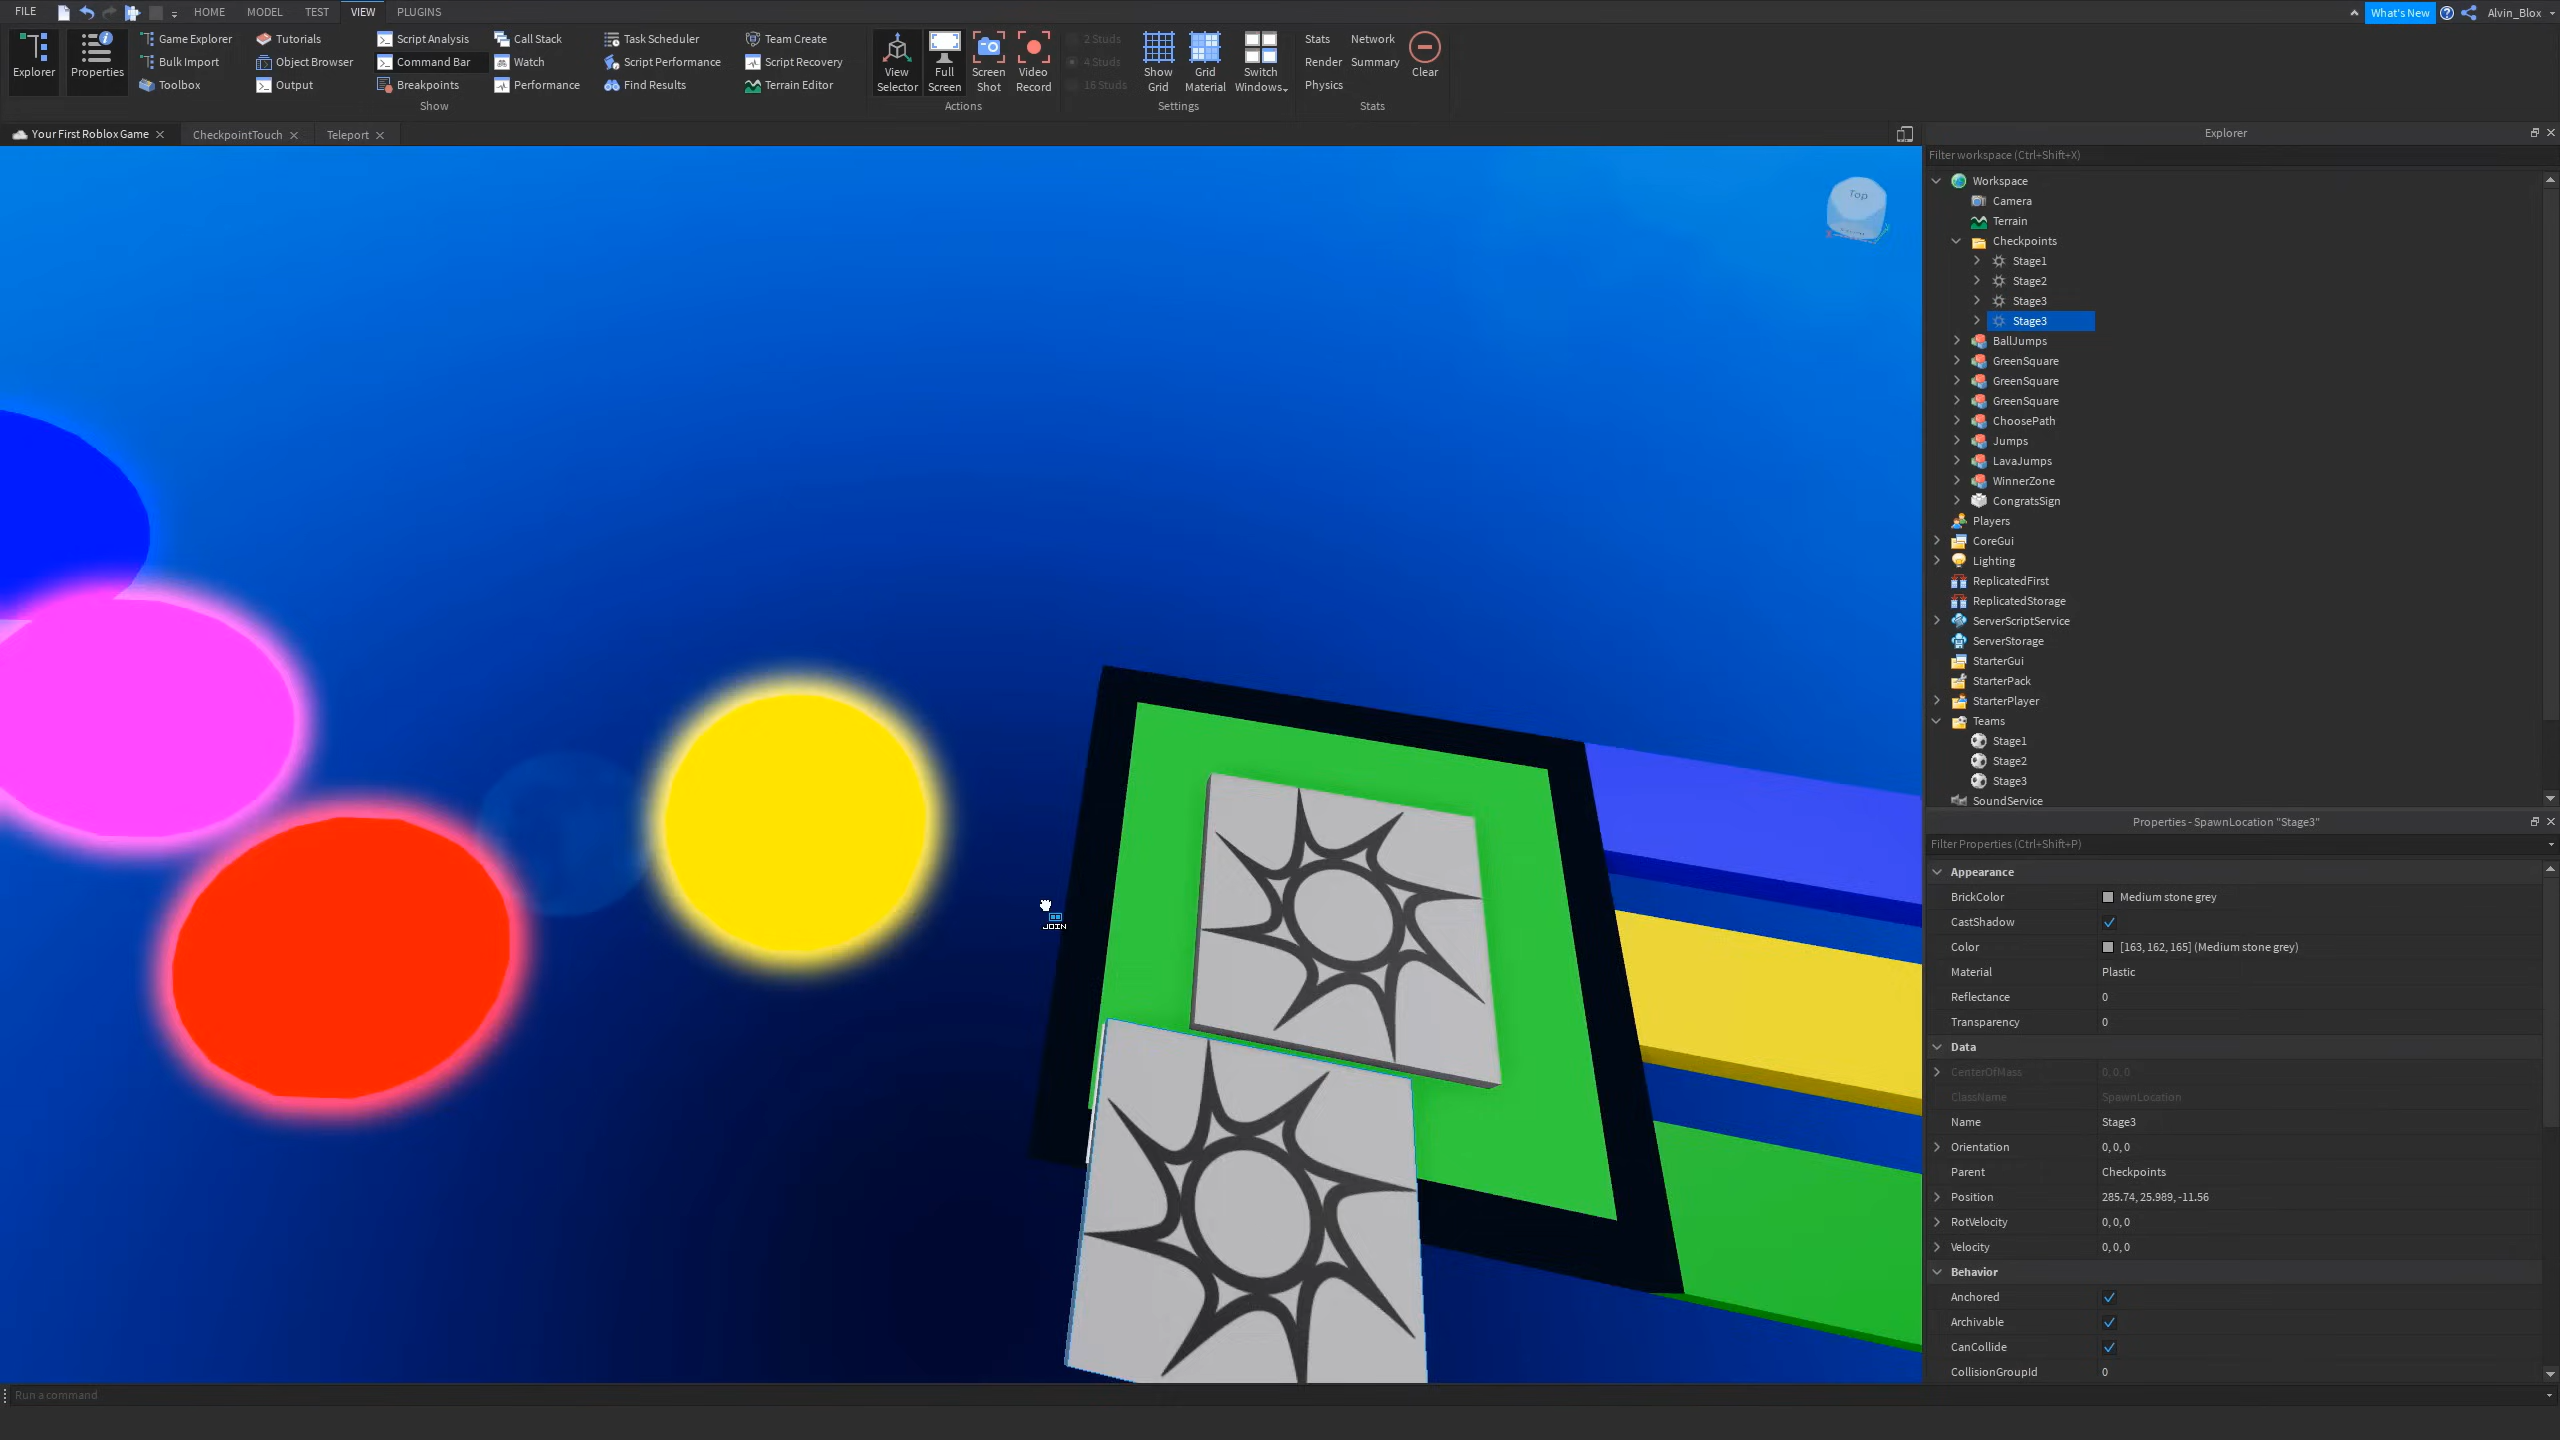 FILE HOME MODEL TEST VIEW PLUGINS What's New Alvin_Blox
Explorer
Properties
Game Explorer
Bulk Import
Toolbox
Tutorials
Object Browser
Output
Script Analysis
Command Bar
Breakpoints
Call Stack
Watch
Performance
Task Scheduler
Script Performance
Find Results
Team Create
Script Recovery
Terrain Editor
Show
View
Selector
Full
Screen
Screen
Shot
Video
Record
Actions
2 Studs
4 Studs
16 Studs
Show
Grid
Grid
Material
Switch
Windows
Settings
Stats
Render
Physics
Network
Summary
Clear
Stats
Your First Roblox Game CheckpointTouch Teleport
Top
JOIN
Explorer
Filter workspace (Ctrl+Shift+X)
Workspace
Camera
Terrain
Checkpoints
Stage1
Stage2
Stage3
Stage3
BallJumps
GreenSquare
GreenSquare
GreenSquare
ChoosePath
Jumps
LavaJumps
WinnerZone
CongratsSign
Players
CoreGui
Lighting
ReplicatedFirst
ReplicatedStorage
ServerScriptService
ServerStorage
StarterGui
StarterPack
StarterPlayer
Teams
Stage1
Stage2
Stage3
SoundService
Properties - SpawnLocation "Stage3"
Filter Properties (Ctrl+Shift+P)
Appearance
BrickColor Medium stone grey
CastShadow
Color [163, 162, 165] (Medium stone grey)
Material Plastic
Reflectance 0
Transparency 0
Data
CenterOfMass 0, 0, 0
ClassName SpawnLocation
Name Stage3
Orientation 0, 0, 0
Parent Checkpoints
Position 285.74, 25.989, -11.56
RotVelocity 0, 0, 0
Velocity 0, 0, 0
Behavior
Anchored
Archivable
CanCollide
CollisionGroupId 0
Run a command